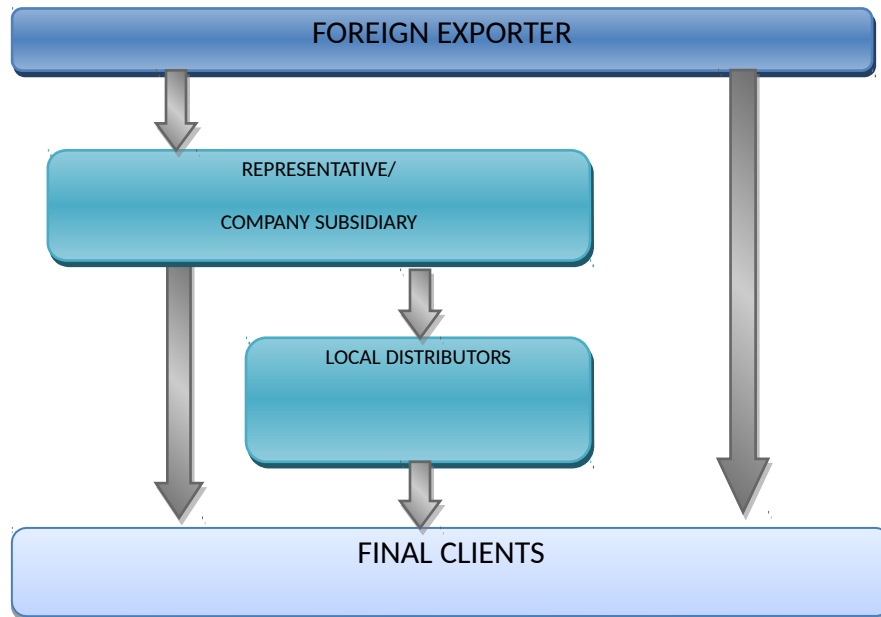 FOREIGN EXPORTER
REPRESENTATIVE/
COMPANY SUBSIDIARY
LOCAL DISTRIBUTORS
FINAL CLIENTS